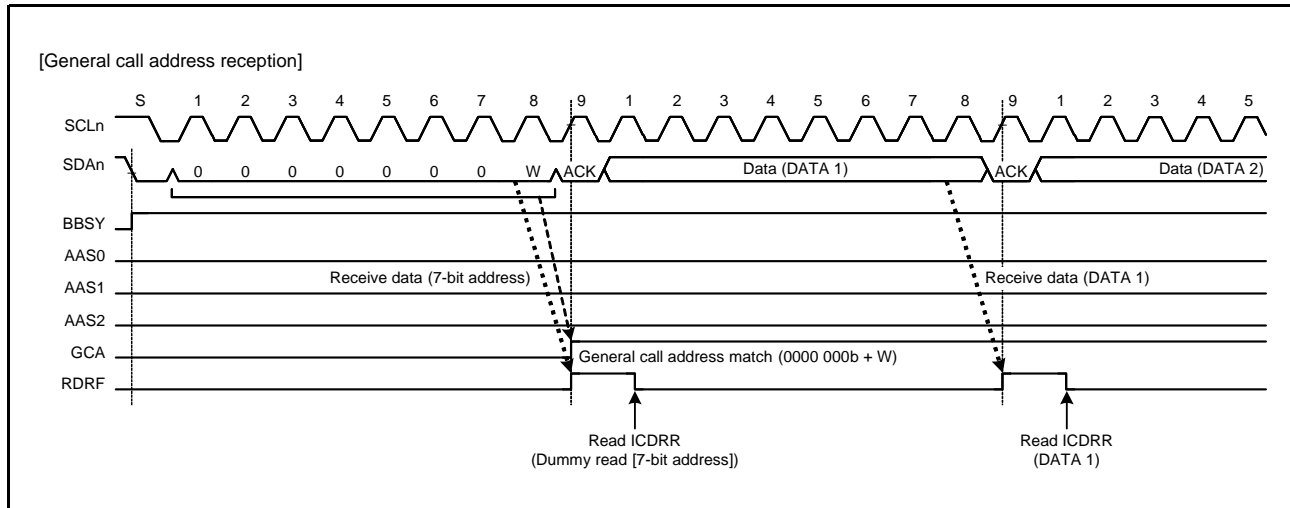 [General call address reception]
S 1 2 3 4 5 6 7 8 9 1 2 3 4 5 6 7 8 9 1 2 3 4 5
SCLn
SDAn 0 0 0 0 0 0 0 W ACK Data (DATA 1) ACK Data (DATA 2)
BBSY
AAS0
Receive data (7-bit address) Receive data (DATA 1)
AAS1
AAS2
GCA General call address match (0000 000b + W)
RDRF
Read ICDRR Read ICDRR
(Dummy read [7-bit address]) (DATA 1)